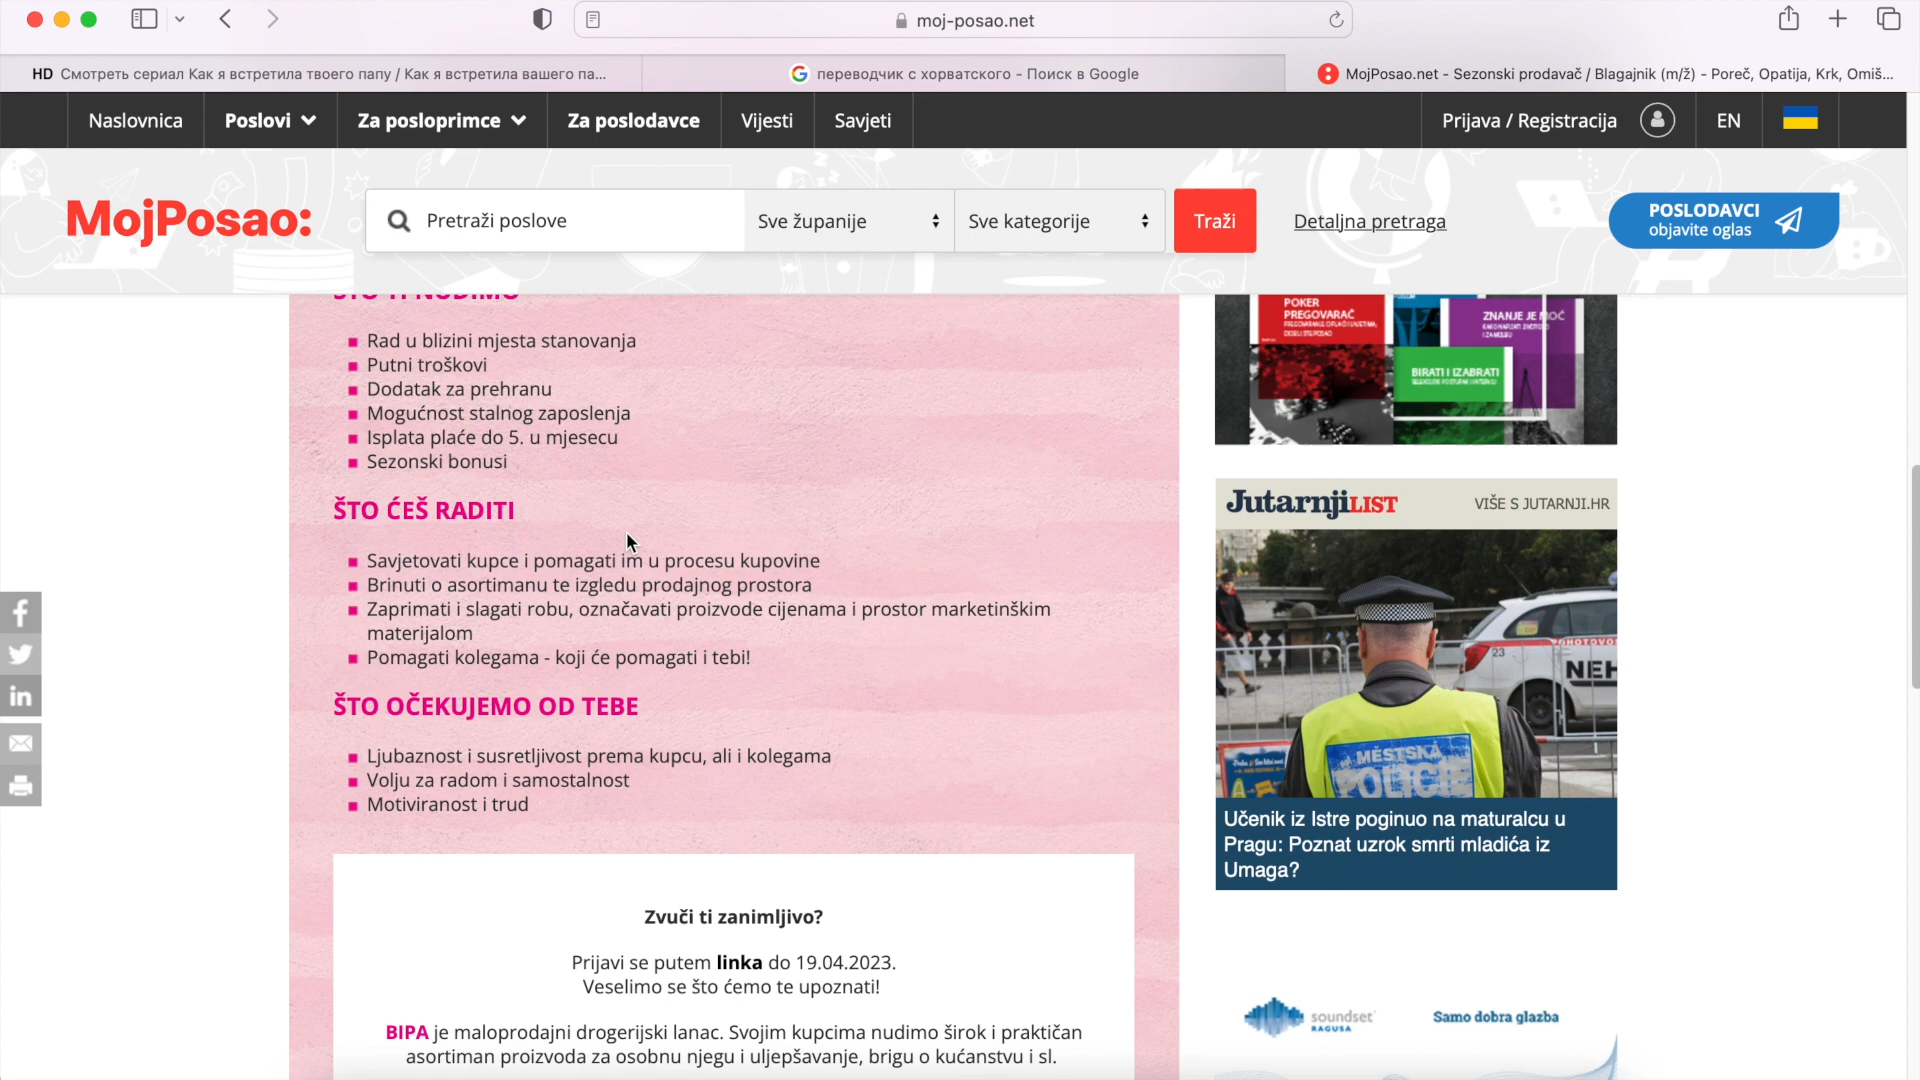 moj-posao.net
HD Смотреть сериал Как я встретила твоего папу / Как я встретила вашего па...
переводчик с хорватского - Поиск в Google
MojPosao.net - Sezonski prodavač / Blagajnik (m/ž) - Poreč, Opatija, Krk, Omiš...
Naslovnica
Poslovi
Za posloprimce
Za poslodavce
Vijesti
Savjeti
Prijava / Registracija
EN
MojPosao:
Pretraži poslove
Sve županije
Sve kategorije
Traži
Detaljna pretraga
POSLODAVCI
objavite oglas
ŠTO TI NUDIMO
Rad u blizini mjesta stanovanja
Putni troškovi
Dodatak za prehranu
Mogućnost stalnog zaposlenja
Isplata plaće do 5. u mjesecu
Sezonski bonusi
ŠTO ĆEŠ RADITI
Savjetovati kupce i pomagati im u procesu kupovine
Brinuti o asortimanu te izgledu prodajnog prostora
Zaprimati i slagati robu, označavati proizvode cijenama i prostor marketinškim
materijalom
Pomagati kolegama - koji će pomagati i tebi!
ŠTO OČEKUJEMO OD TEBE
Ljubaznost i susretljivost prema kupcu, ali i kolegama
Volju za radom i samostalnost
Motiviranost i trud
Zvuči ti zanimljivo?
Prijavi se putem linka do 19.04.2023.
Veselimo se što ćemo te upoznati!
BIPA je maloprodajni drogerijski lanac. Svojim kupcima nudimo širok i praktičan
asortiman proizvoda za osobnu njegu i uljepšavanje, brigu o kućanstvu i sl.
POKER
PREGOVARAČ
ZNANJE JE MOĆ
BIRATI I IZABRATI
JutarnjiLIST
VIŠE S JUTARNJI.HR
23
NEH
MĚSTSKÁ
POLICIE
Učenik iz Istre poginuo na maturalcu u
Pragu: Poznat uzrok smrti mladića iz
Umaga?
soundset
RAGUSA
Samo dobra glazba